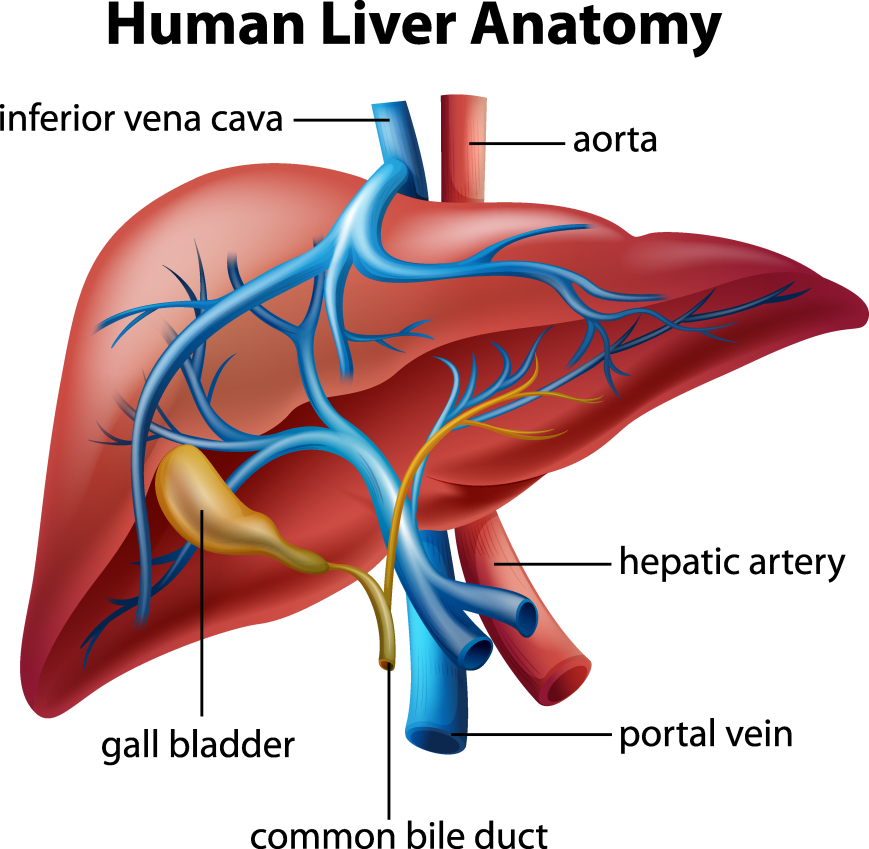 Human Liver Anatomy
inferior vena cava
aorta
hepatic artery
portal vein
gall bladder
common bile duct